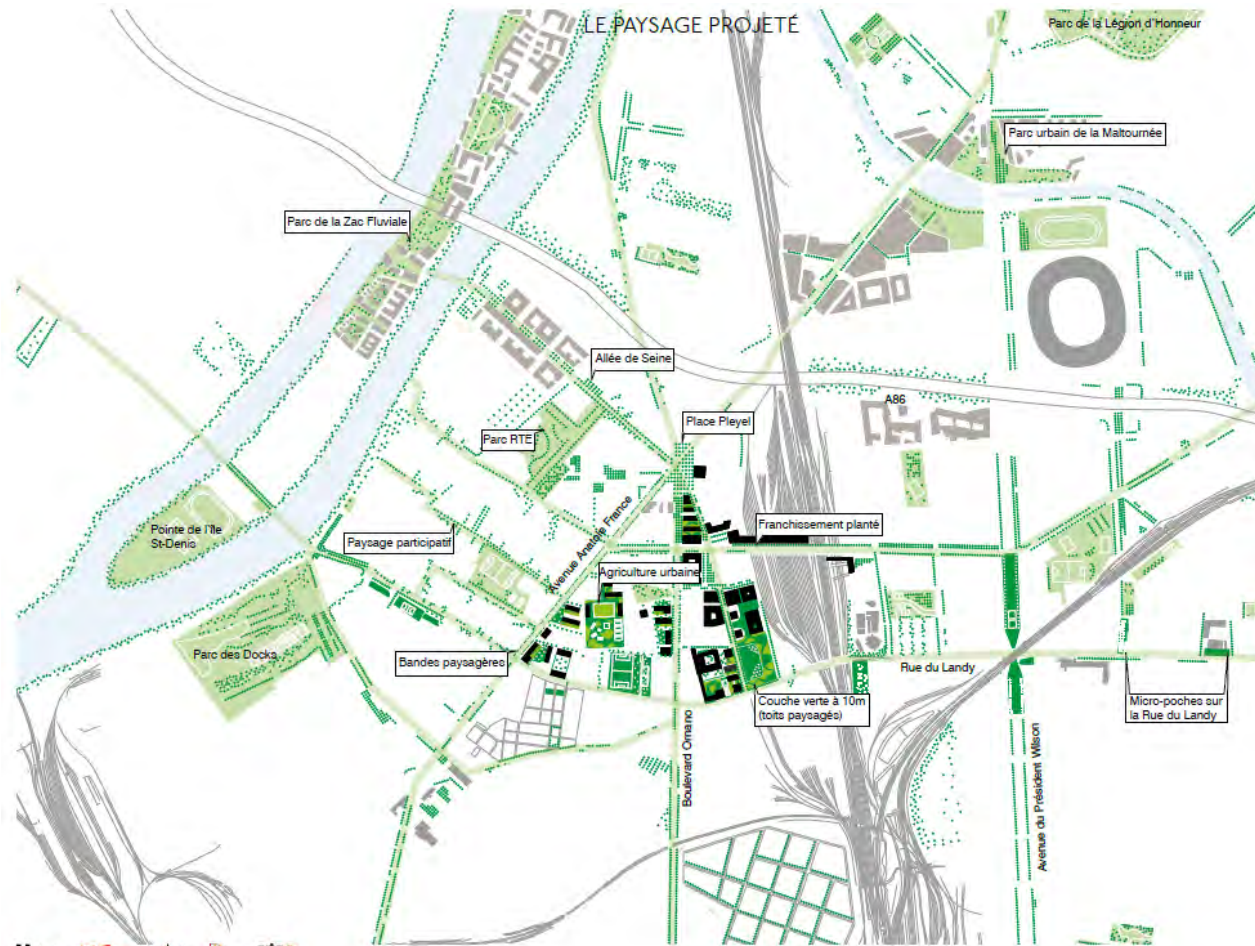 LE PAYSAGE PROJETÉ
Parc de la Légion d'Honneur
Parc urbain de la Maltournée
Parc de la Zac Fluviale
Allée de Seine
A86
Place Pleyel
Parc RTE
Avenue Anatole France
Franchissement planté
Pointe de l'île
St-Denis
Paysage participatif
Agriculture urbaine
Parc des Docks
Bandes paysagères
Rue du Landy
Couche verte à 10m
(toits paysagés)
Micro-poches sur
la Rue du Landy
Boulevard Ornano
Avenue du Président Wilson